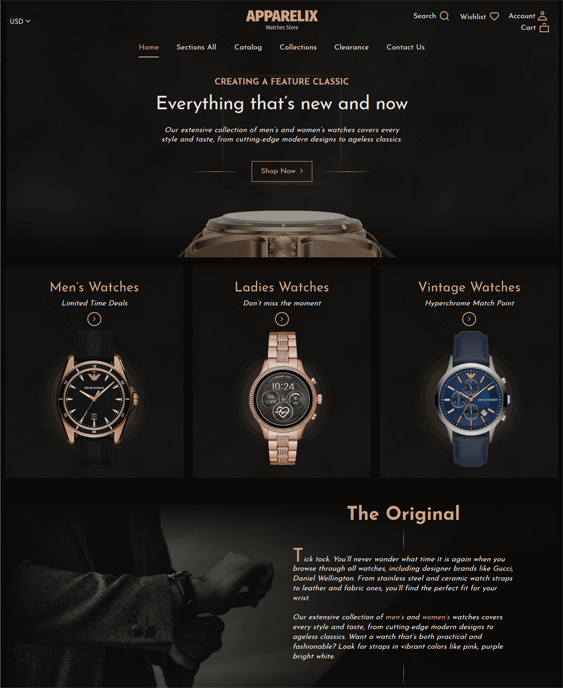 USD
APPARELIX
Watches Store
Search
Wishlist
Account
Cart
Home
Sections All
Catalog
Collections
Clearance
Contact Us
CREATING A FEATURE CLASSIC
Everything that's new and now
Our extensive collection of men's and women's watches covers every
style and taste, from cutting-edge modern designs to ageless classics.
Shop Now
Men's Watches
Limited Time Deals
Ladies Watches
Don't miss the moment
Vintage Watches
Hyperchrome Match Point
10:24
The Original
Tick tock. You'll never wonder what time it is again when you
browse through all watches, including designer brands like Gucci,
Daniel Wellington. From stainless steel and ceramic watch straps
to leather and fabric ones, you'll find the perfect fit for your
wrist.
Our extensive collection of men's and women's watches covers
every style and taste, from cutting-edge modern designs to
ageless classics. Want a watch that's both practical and
fashionable? Look for straps in vibrant colors like pink, purple
bright white.